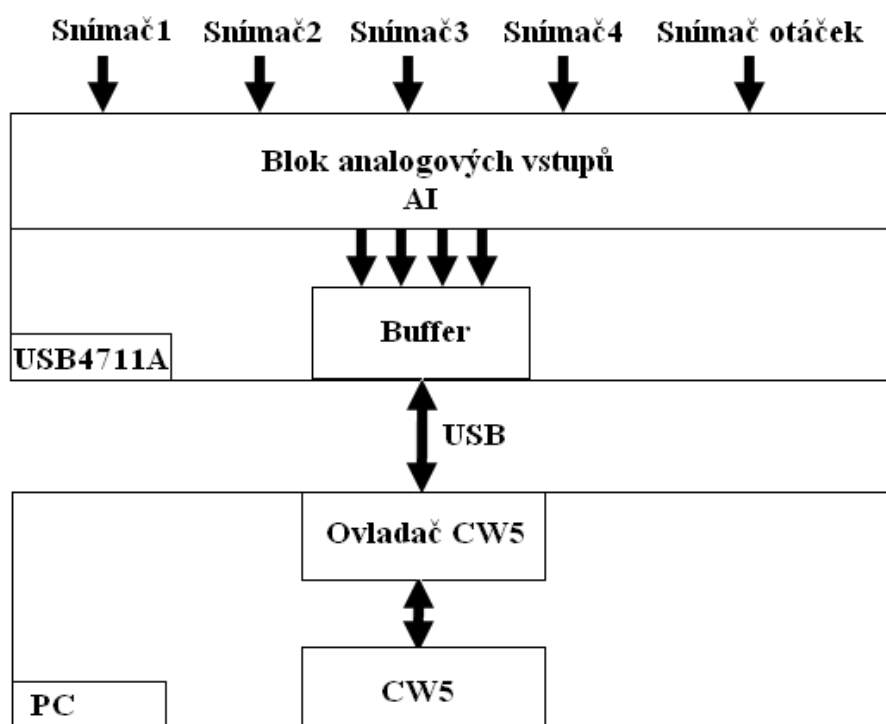 Snímač1 Snímač2 Snímač3 Snímač4 Snímač otáček
Blok analogových vstupů
AI
Buffer
USB4711A
USB
Ovladač CW5
CW5
PC